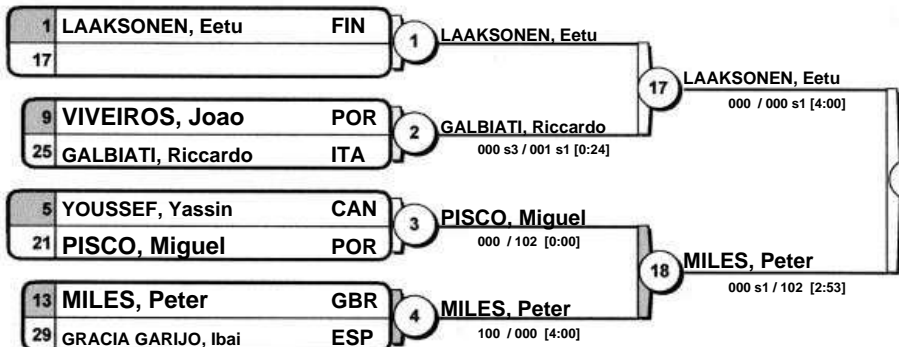 1 LAAKSONEN, Eetu FIN
17
1 LAAKSONEN, Eetu
9 VIVEIROS, Joao POR
25 GALBIATI, Riccardo ITA
2 GALBIATI, Riccardo
000 s3 / 001 s1 [0:24]
17 LAAKSONEN, Eetu
000 / 000 s1 [4:00]
5 YOUSSEF, Yassin CAN
21 PISCO, Miguel POR
3 PISCO, Miguel
000 / 102 [0:00]
13 MILES, Peter GBR
29 GRACIA GARIJO, Ibai ESP
4 MILES, Peter
100 / 000 [4:00]
18 MILES, Peter
000 s1 / 102 [2:53]